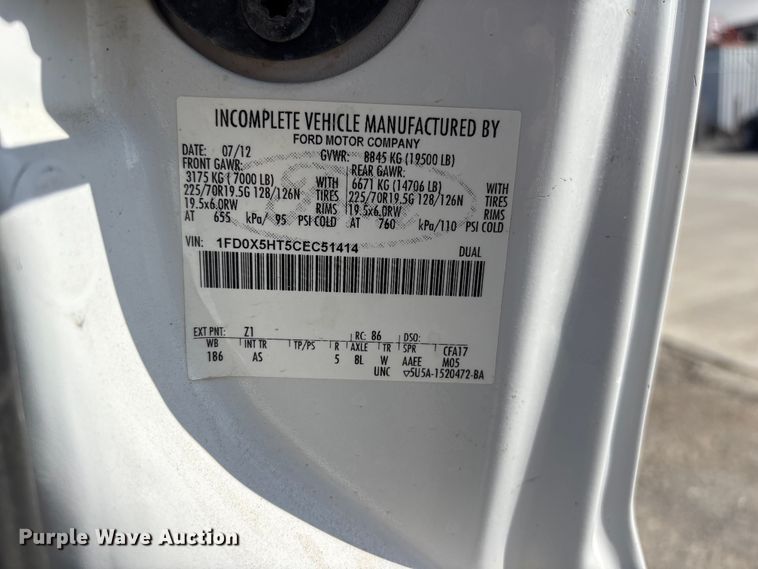 INCOMPLETE VEHICLE MANUFACTURED BY
FORD MOTOR COMPANY
DATE: 07/12 GVWR: 8845 KG (19500 LB)
FRONT GAWR: REAR GAWR:
3175 KG (7000 LB) WITH 6671 KG (14706 LB) WITH
225/70R19.5G 128/126N TIRES 225/70R19.5G 128/126N TIRES
19.5x6.0RW RIMS 19.5x6.0RW RIMS
AT 655 kPa/ 95 PSI COLD AT 760 kPa/110 PSI COLD
VIN: 1FD0X5HT5CEC51414 DUAL
EXT PNT: Z1 RC: 86 DSO:
WB INT TR TP/PS R AXLE TR SPR CFA17
186 AS 5 8L W AAEE M05
UNC 5U5A-1520472-BA
Purple Wave Auction